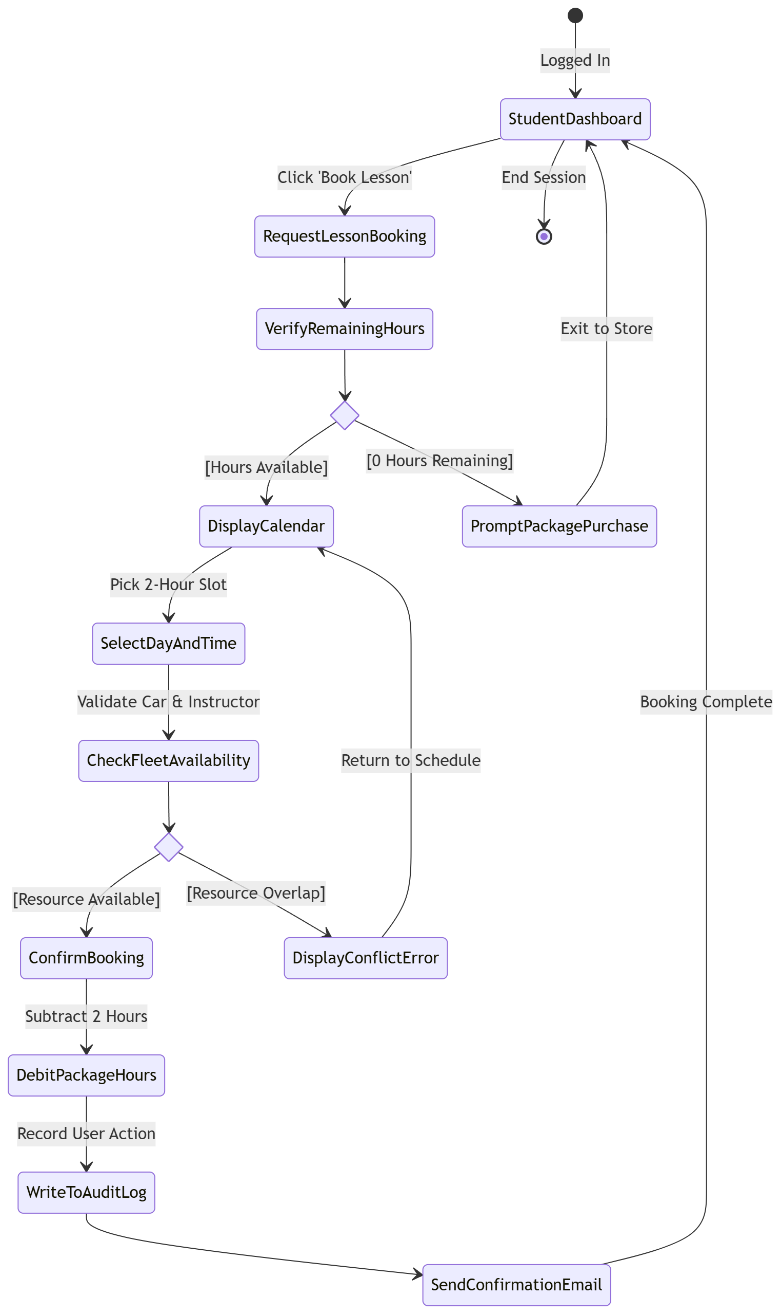 Logged In
StudentDashboard
Click 'Book Lesson'
End Session
RequestLessonBooking
VerifyRemainingHours
Exit to Store
[Hours Available]
[0 Hours Remaining]
DisplayCalendar
PromptPackagePurchase
Pick 2-Hour Slot
SelectDayAndTime
Validate Car & Instructor
Booking Complete
CheckFleetAvailability
Return to Schedule
[Resource Available]
[Resource Overlap]
ConfirmBooking
DisplayConflictError
Subtract 2 Hours
DebitPackageHours
Record User Action
WriteToAuditLog
SendConfirmationEmail